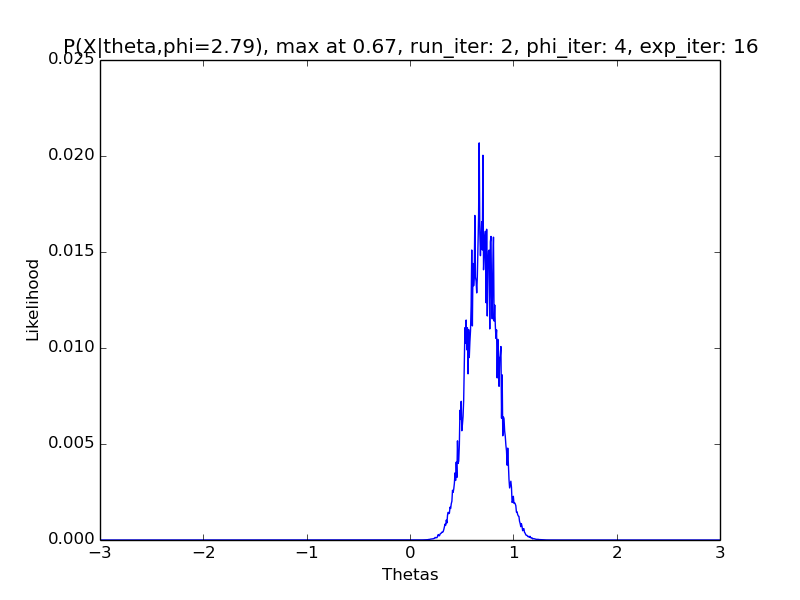 P(X|theta,phi=2.79), max at 0.67, run_iter: 2, phi_iter: 4, exp_iter: 16
0.025
0.020
0.015
0.010
0.005
0.000
Likelihood
−3 −2 −1 0 1 2 3
Thetas